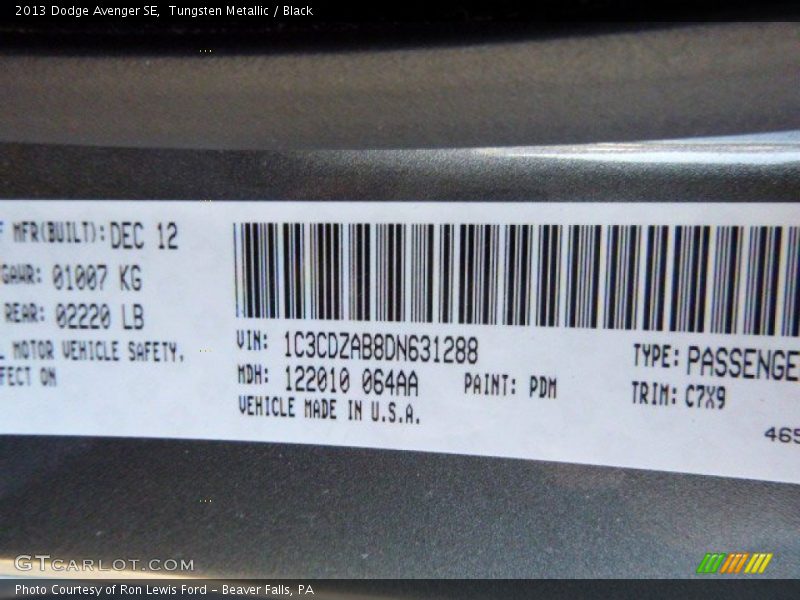 2013 Dodge Avenger SE,  Tungsten Metallic / Black
MFR(BUILT): DEC 12
GAWR: 01007 KG
REAR: 02220 LB
MOTOR VEHICLE SAFETY,
FECT ON
VIN: 1C3CDZAB8DN631288
MDH: 122010 064AA PAINT: PDM
VEHICLE MADE IN U.S.A.
TYPE: PASSENGE
TRIM: C7X9
465
GTCARLOT.COM
Photo Courtesy of Ron Lewis Ford – Beaver Falls, PA